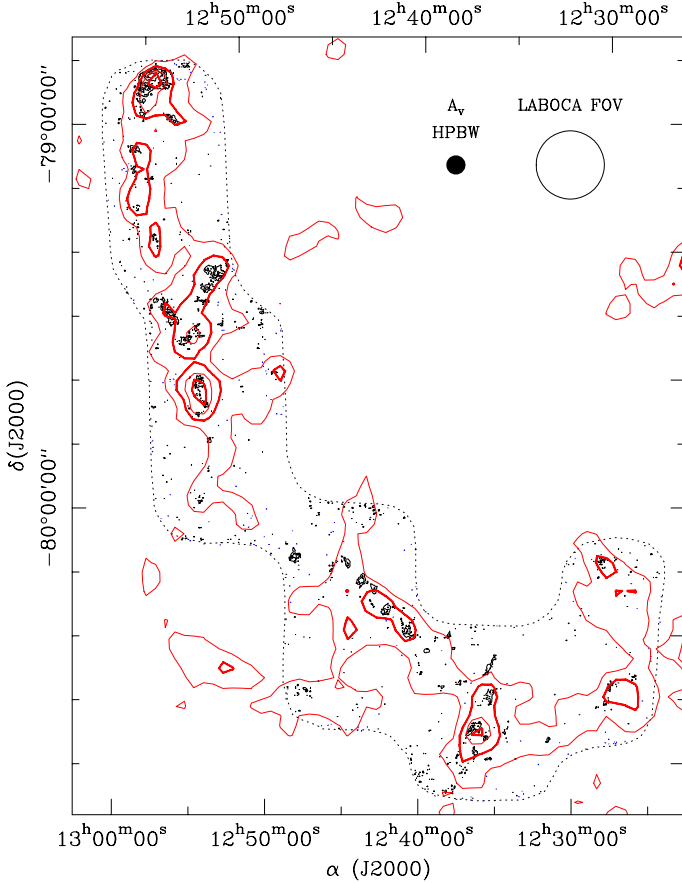 12ʰ50ᵐ00ˢ 12ʰ40ᵐ00ˢ 12ʰ30ᵐ00ˢ
Aᵥ LABOCA FOV
HPBW
−79°00'00"
δ(J2000)
−80°00'00"
13ʰ00ᵐ00ˢ 12ʰ50ᵐ00ˢ 12ʰ40ᵐ00ˢ 12ʰ30ᵐ00ˢ
α (J2000)